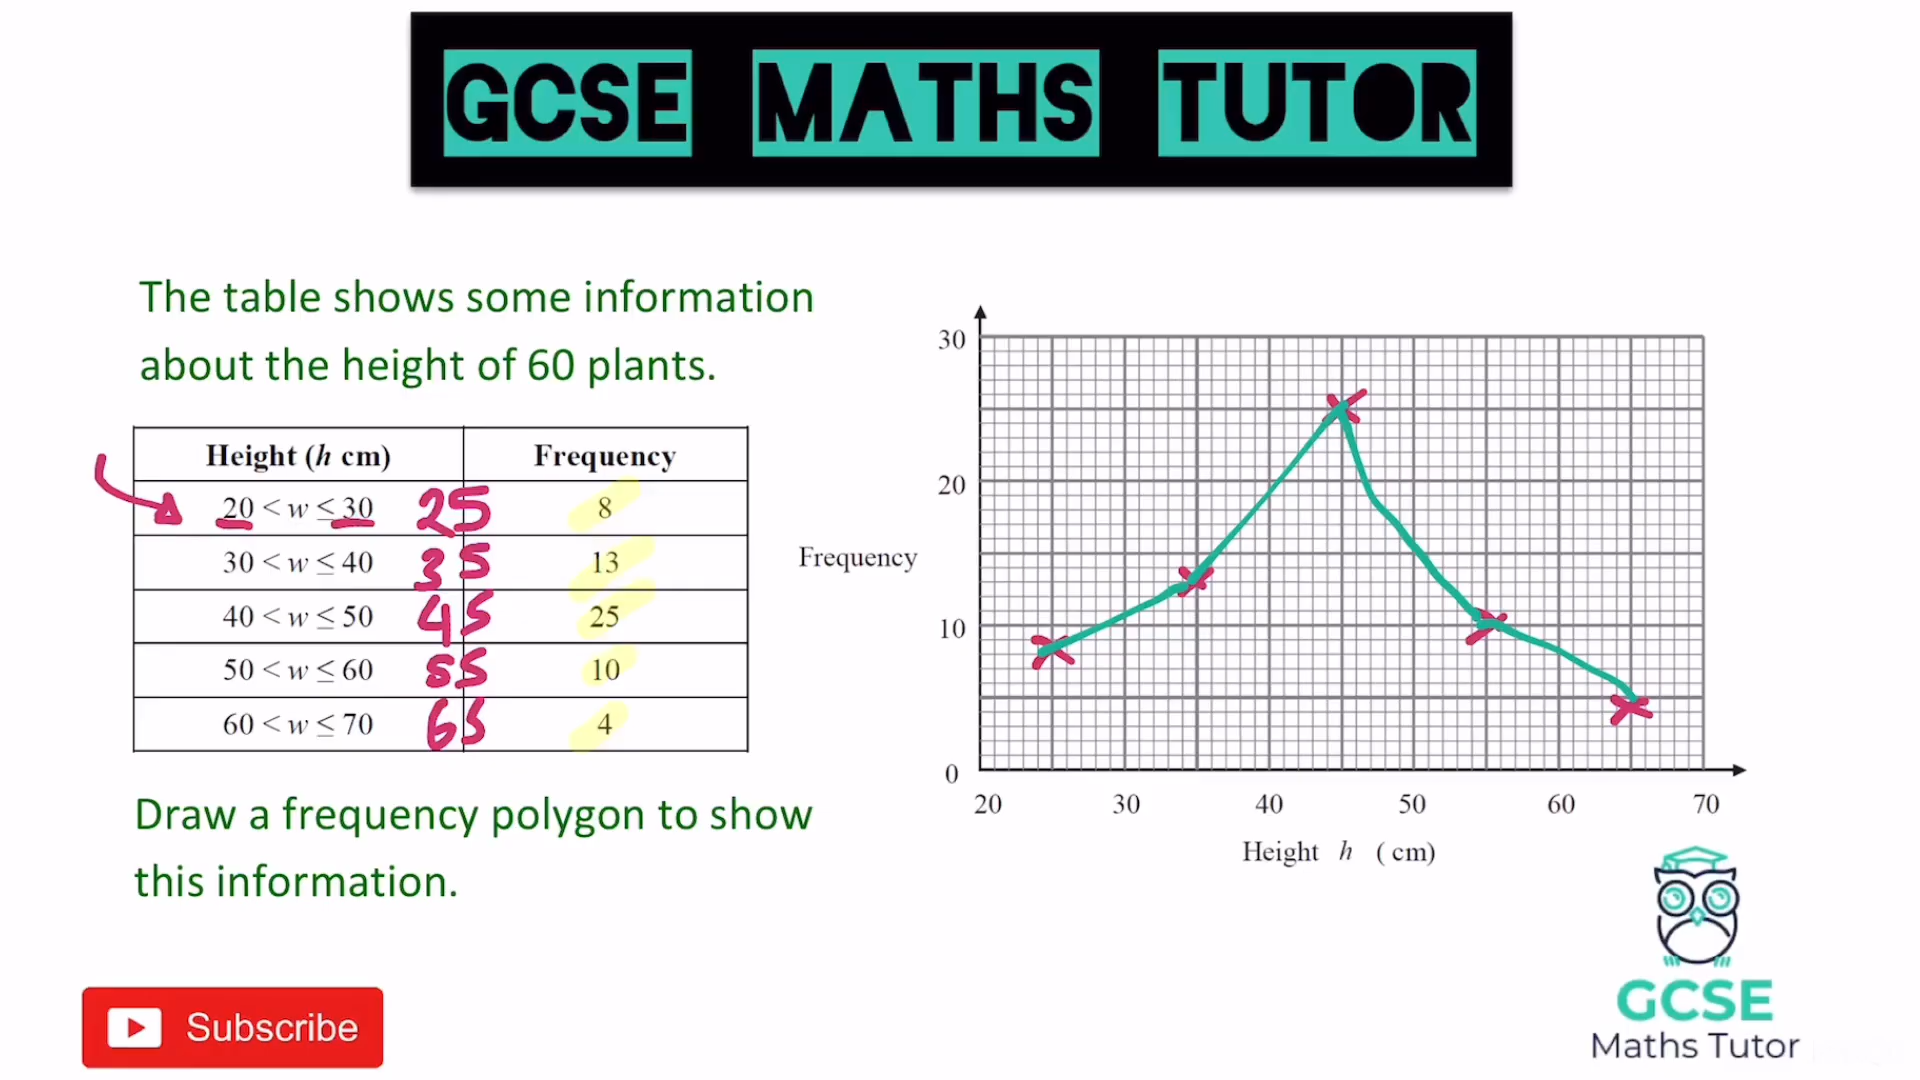 GCSE MATHS TUTOR
The table shows some information
about the height of 60 plants.
Height (h cm) Frequency
20 < w ≤ 30 25 8
30 < w ≤ 40 35 13
40 < w ≤ 50 45 25
50 < w ≤ 60 55 10
60 < w ≤ 70 65 4
Draw a frequency polygon to show
this information.
Subscribe
30
20
Frequency
10
0
20 30 40 50 60 70
Height h ( cm)
GCSE
Maths Tutor